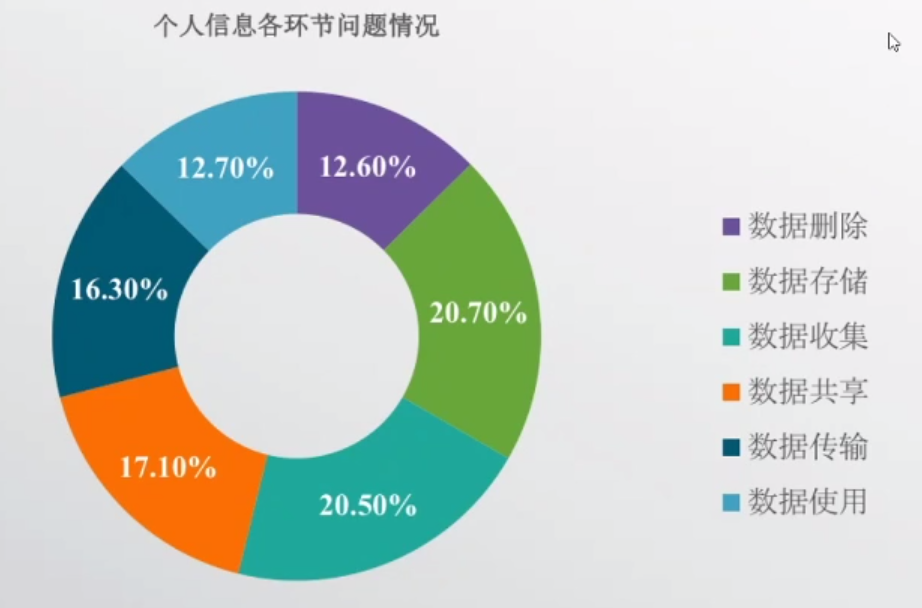 个人信息各环节问题情况
12.70%
12.60%
16.30%
20.70%
17.10%
20.50%
数据删除
数据存储
数据收集
数据共享
数据传输
数据使用